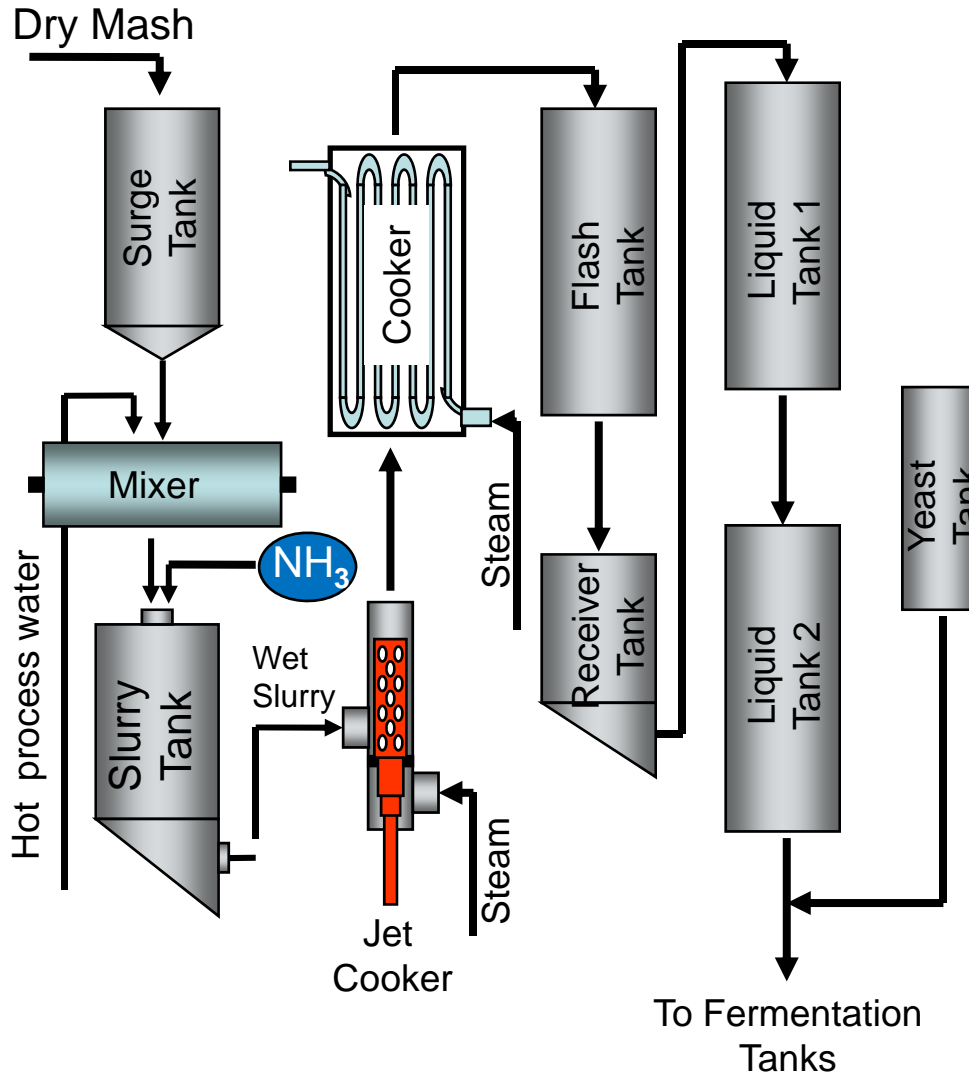 Dry Mash
Surge
Tank
Cooker
Flash
Tank
Liquid
Tank 1
Mixer
NH₃
Hot process water
Slurry
Tank
Wet
Slurry
Steam
Jet
Cooker
Steam
Receiver
Tank
Liquid
Tank 2
Yeast
Tank
To Fermentation
Tanks